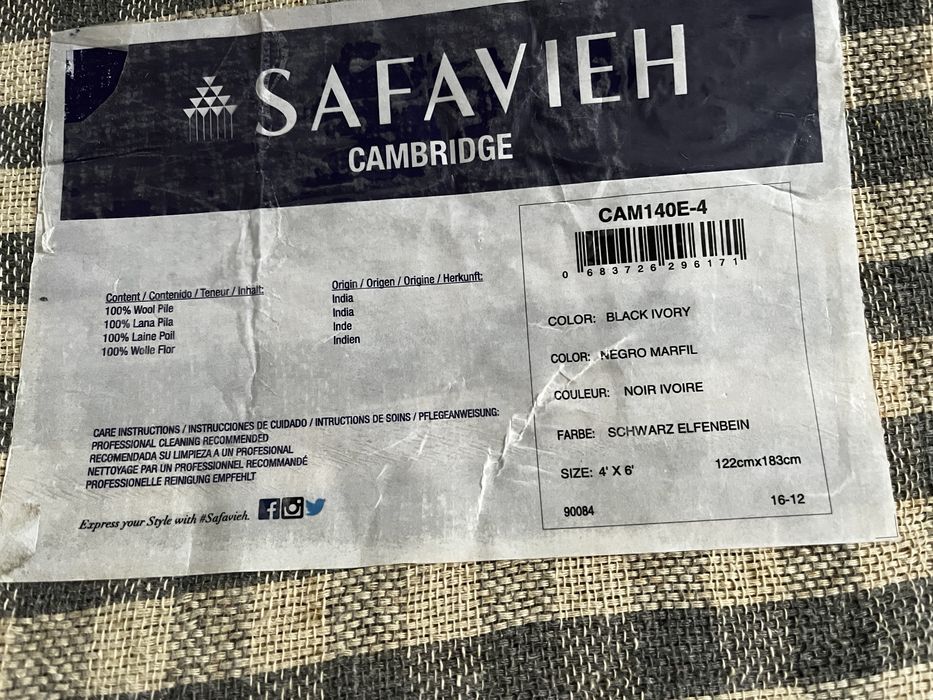 SAFAVIEH
CAMBRIDGE
Content / Contenido / Teneur / Inhalt:
100% Wool Pile
100% Lana Pila
100% Laine Poil
100% Wolle Flor
Origin / Origen / Origine / Herkunft:
India
India
Inde
Indien
CARE INSTRUCTIONS / INSTRUCCIONES DE CUIDADO / INTRUCTIONS DE SOINS / PFLEGEANWEISUNG:
PROFESSIONAL CLEANING RECOMMENDED
RECOMENDADA SU LIMPIEZA A UN PROFESIONAL
NETTOYAGE PAR UN PROFESSIONNEL RECOMMANDÉ
PROFESSIONELLE REINIGUNG EMPFEHLT
Express your Style with #Safavieh.
CAM140E-4
0 683726 296171
COLOR: BLACK IVORY
COLOR: NEGRO MARFIL
COULEUR: NOIR IVOIRE
FARBE: SCHWARZ ELFENBEIN
SIZE: 4' X 6' 122cmx183cm
90084 16-12